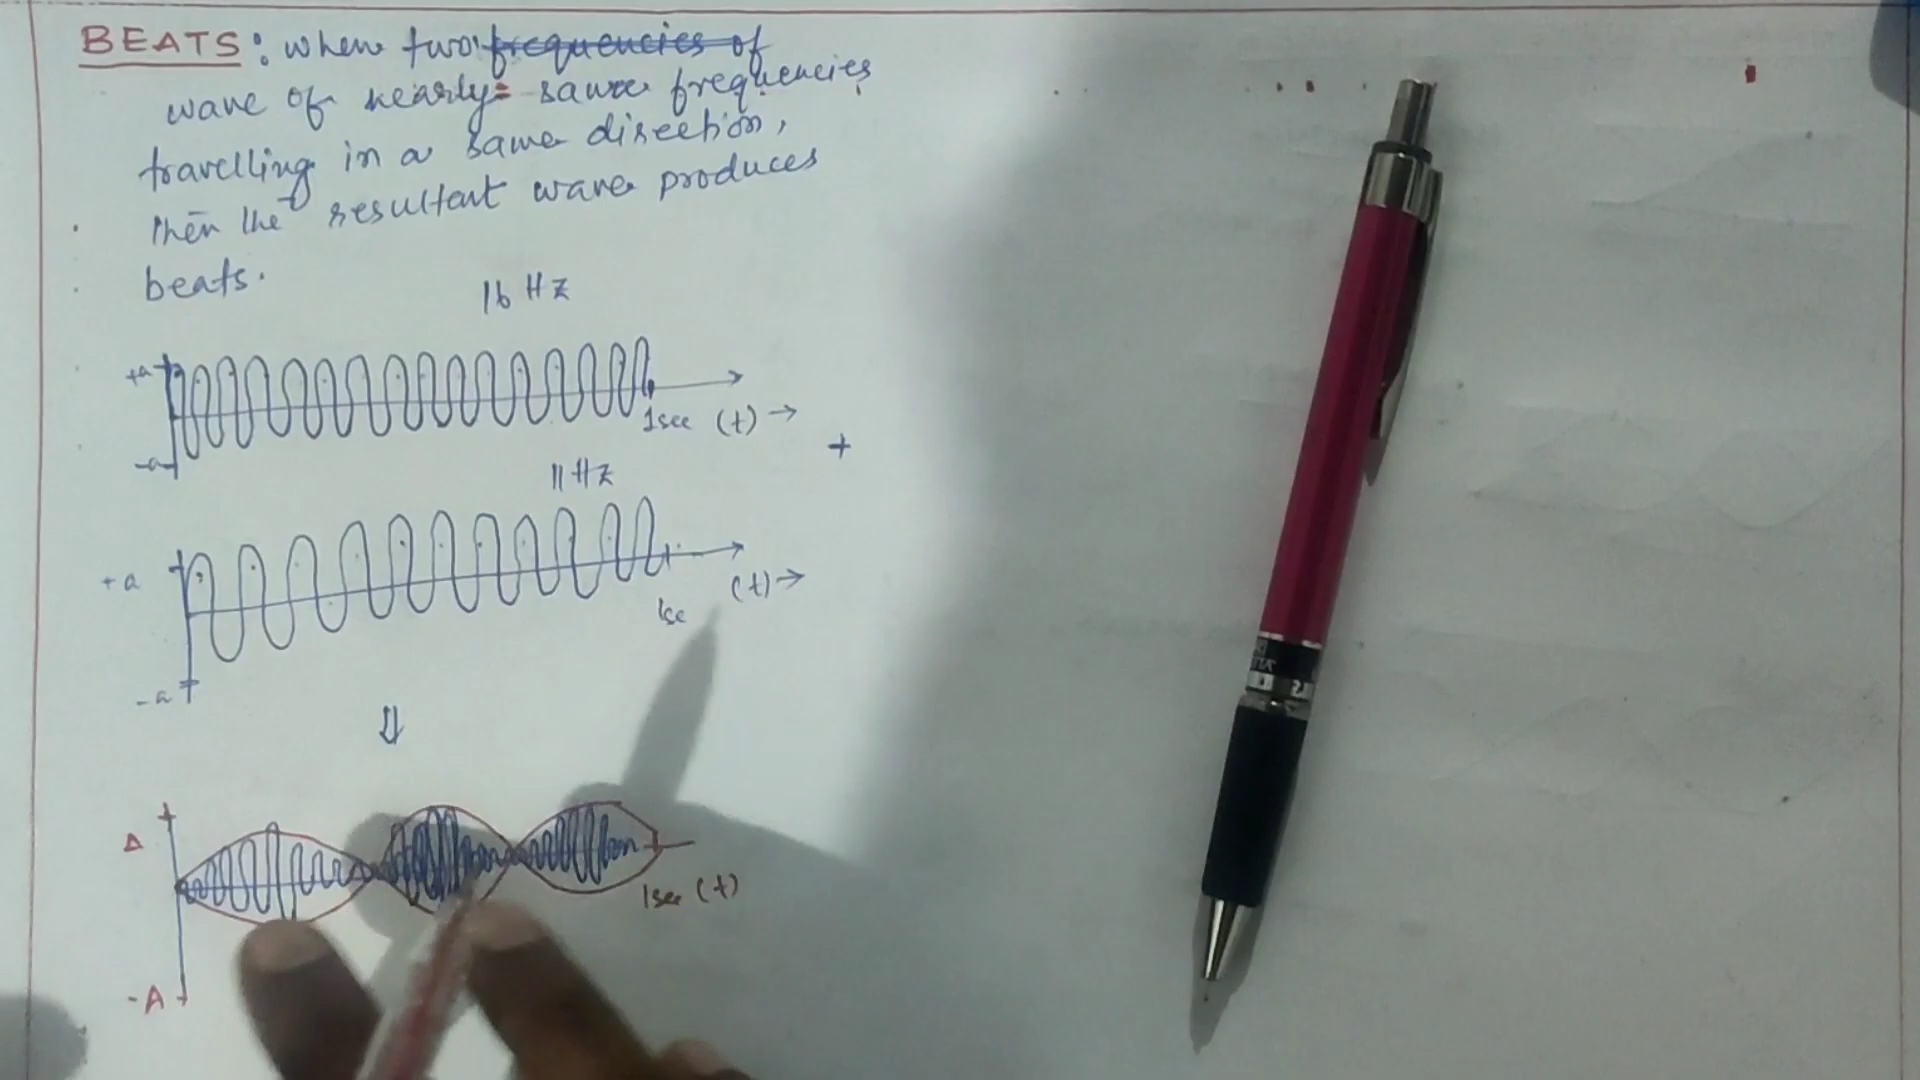 BEATS: when two frequencies of
wave of nearly same frequencies
travelling in a same direction,
then the resultant wave produces
beats.
16 Hz
+a
1sec (t) →
-a
+
11 Hz
+a
1se (t) →
-a
⇓
A
1sec (t)
-A